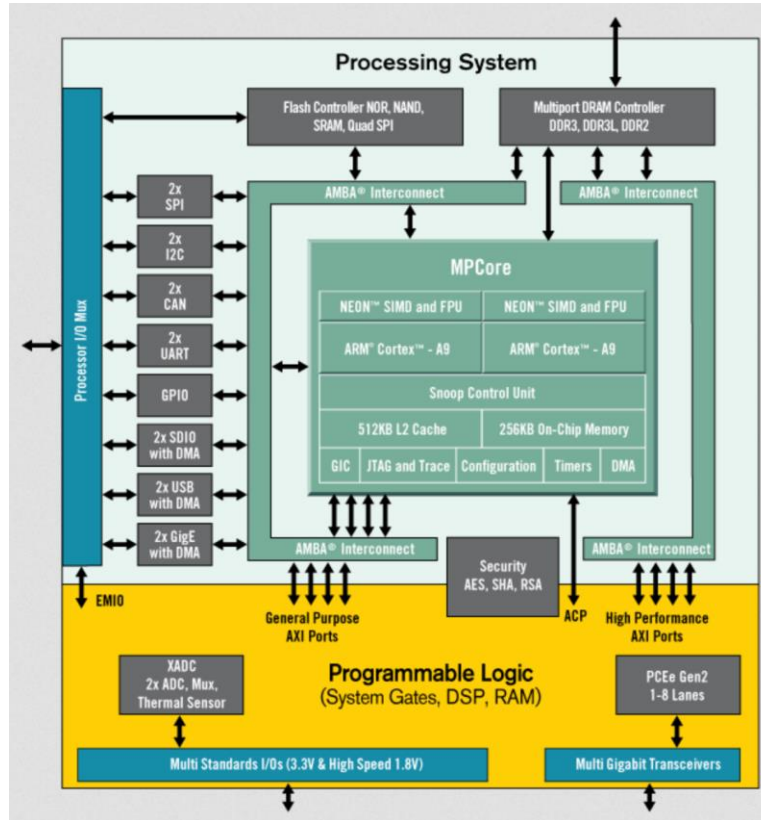 Processing System
Flash Controller NOR, NAND,
SRAM, Quad SPI
Multiport DRAM Controller
DDR3, DDR3L, DDR2
AMBA® Interconnect
AMBA® Interconnect
Processor I/O Mux
2x
SPI
2x
I2C
2x
CAN
2x
UART
GPIO
2x SDIO
with DMA
2x USB
with DMA
2x GigE
with DMA
MPCore
NEON™ SIMD and FPU
NEON™ SIMD and FPU
ARM® Cortex™ - A9
ARM® Cortex™ - A9
Snoop Control Unit
512KB L2 Cache
256KB On-Chip Memory
GIC
JTAG and Trace
Configuration
Timers
DMA
AMBA® Interconnect
Security
AES, SHA, RSA
AMBA® Interconnect
EMIO
General Purpose
AXI Ports
ACP
High Performance
AXI Ports
XADC
2x ADC, Mux,
Thermal Sensor
Programmable Logic
(System Gates, DSP, RAM)
PCEe Gen2
1-8 Lanes
Multi Standards I/Os (3.3V & High Speed 1.8V)
Multi Gigabit Transceivers